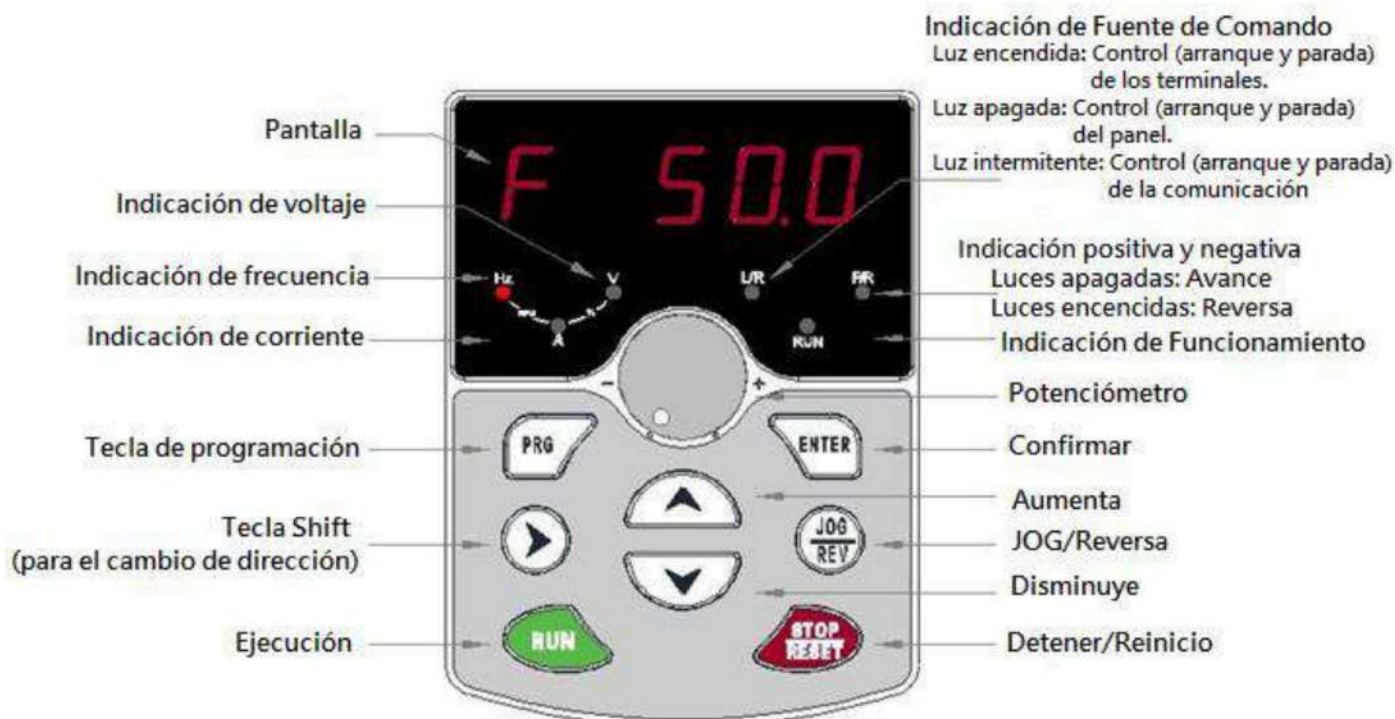 Indicación de Fuente de Comando
Luz encendida: Control (arranque y parada)
de los terminales.
Luz apagada: Control (arranque y parada)
del panel.
Luz intermitente: Control (arranque y parada)
de la comunicación
Pantalla
F 50.0
Indicación de voltaje
Indicación positiva y negativa
Luces apagadas: Avance
Luces encencidas: Reversa
Indicación de frecuencia
Hz
V
L/R
F/R
Indicación de corriente
A
RUN
Indicación de Funcionamiento
- +
Potenciómetro
Tecla de programación
PRG
ENTER
Confirmar
Aumenta
Tecla Shift
(para el cambio de dirección)
JOG
REV
JOG/Reversa
Disminuye
Ejecución
RUN
STOP
RESET
Detener/Reinicio